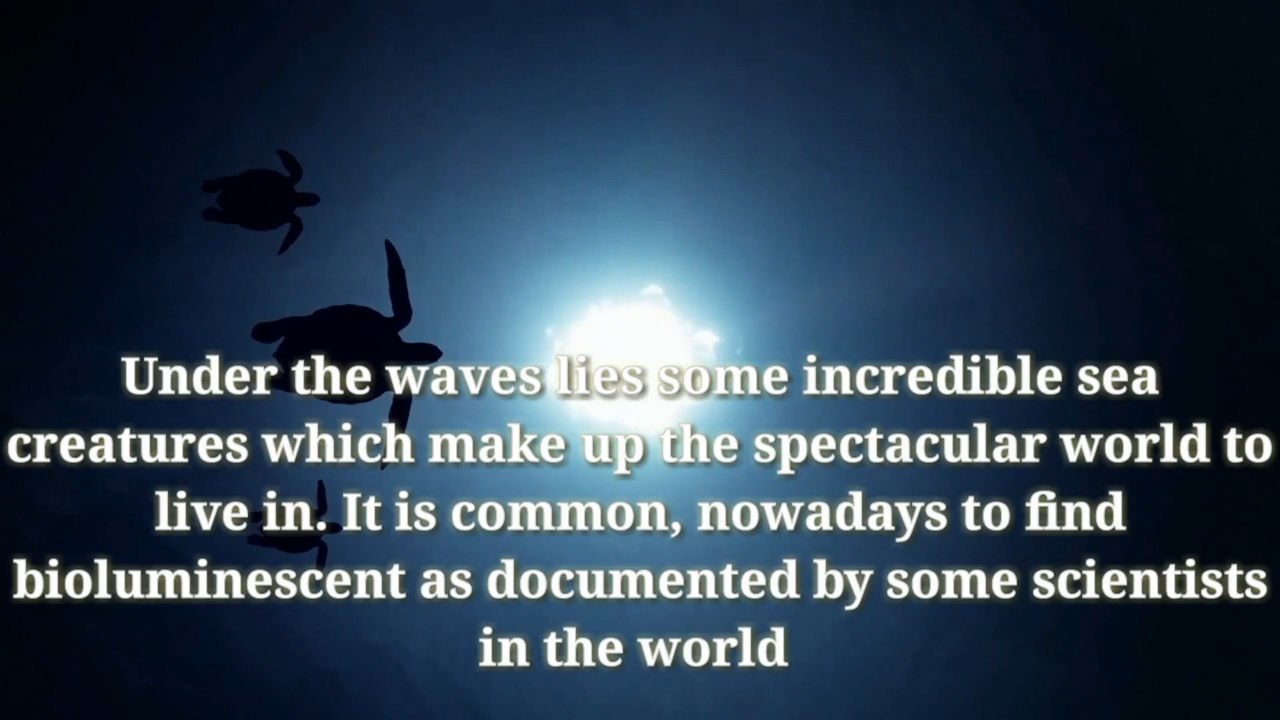 Under the waves lies some incredible sea
creatures which make up the spectacular world to
live in. It is common, nowadays to find
bioluminescent as documented by some scientists
in the world